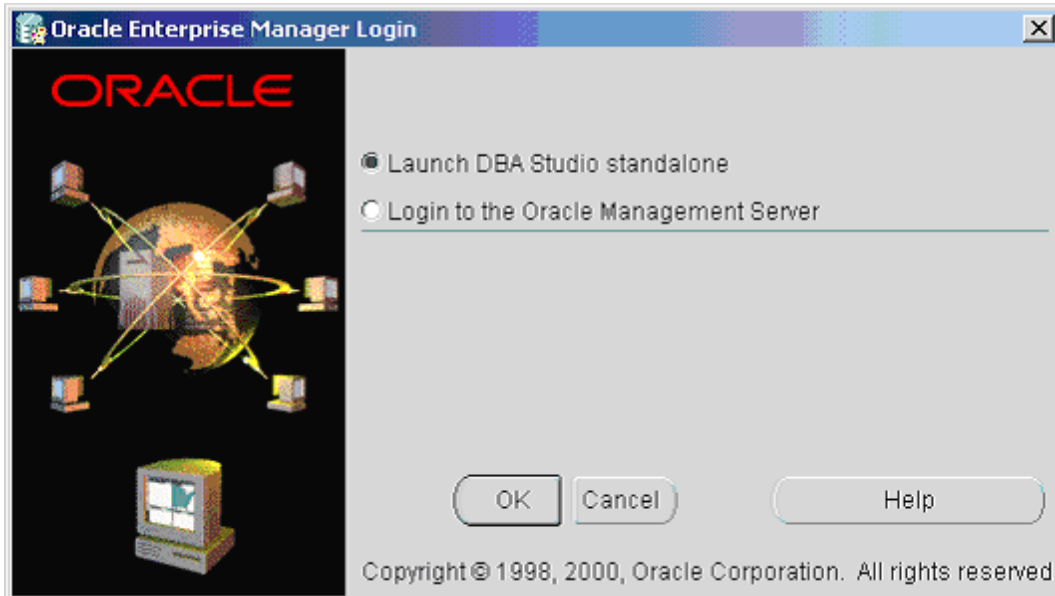 Oracle Enterprise Manager Login
ORACLE
Launch DBA Studio standalone
Login to the Oracle Management Server
OK
Cancel
Help
Copyright © 1998, 2000, Oracle Corporation. All rights reserved